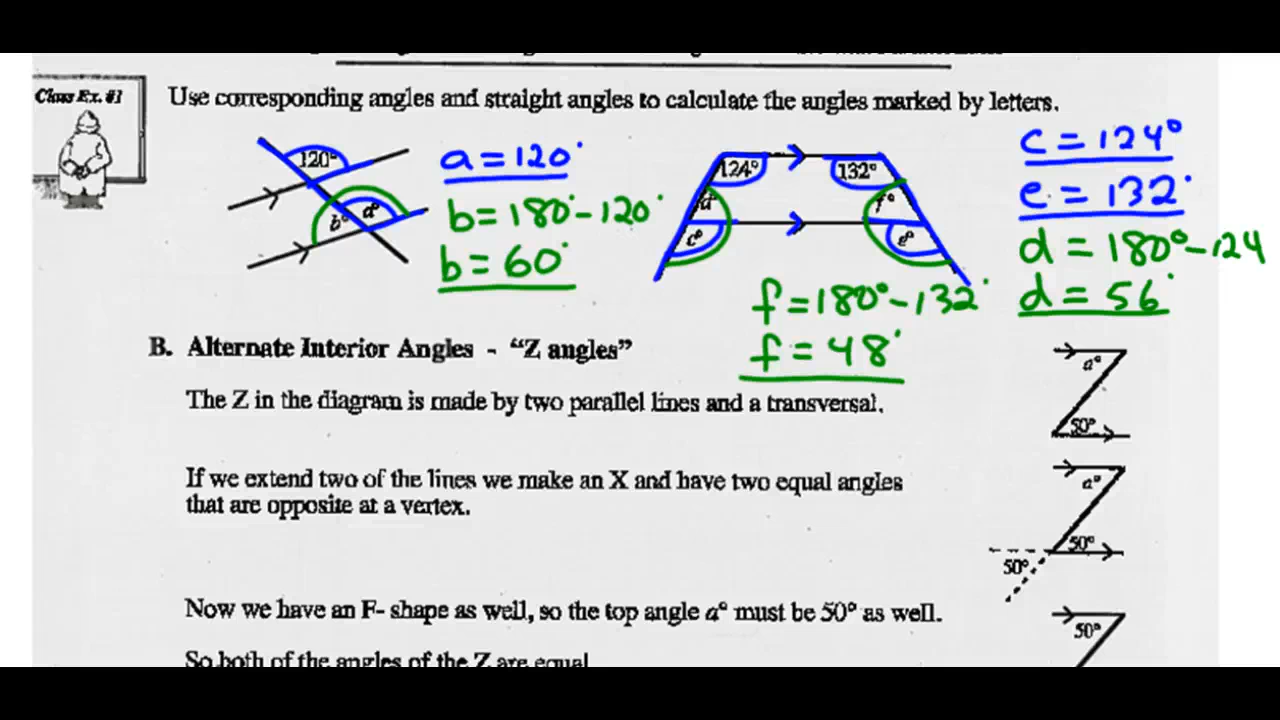 Class Ex. #1
Use corresponding angles and straight angles to calculate the angles marked by letters.
120°
a°
b°
a = 120°
b = 180° - 120°
b = 60°
124°
132°
d
f°
c°
e°
c = 124°
e = 132°
d = 180° - 124
d = 56°
f = 180° - 132°
f = 48°
B. Alternate Interior Angles - “Z angles”
The Z in the diagram is made by two parallel lines and a transversal.
a°
50°
If we extend two of the lines we make an X and have two equal angles
that are opposite at a vertex.
a°
50°
50°
Now we have an F- shape as well, so the top angle a° must be 50° as well.
50°
So both of the angles of the Z are equal